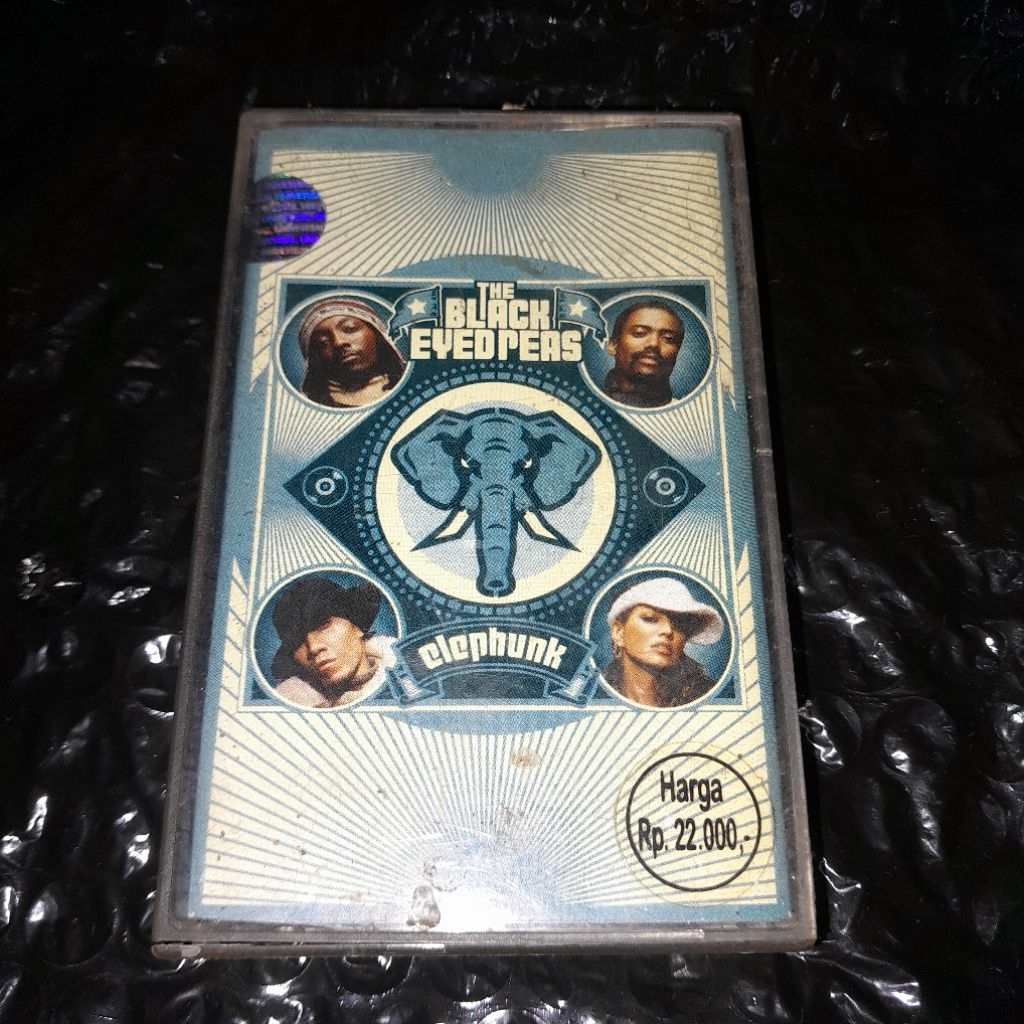 THE
BLACK
EYED PEAS
elephunk
Harga
Rp. 22.000,-